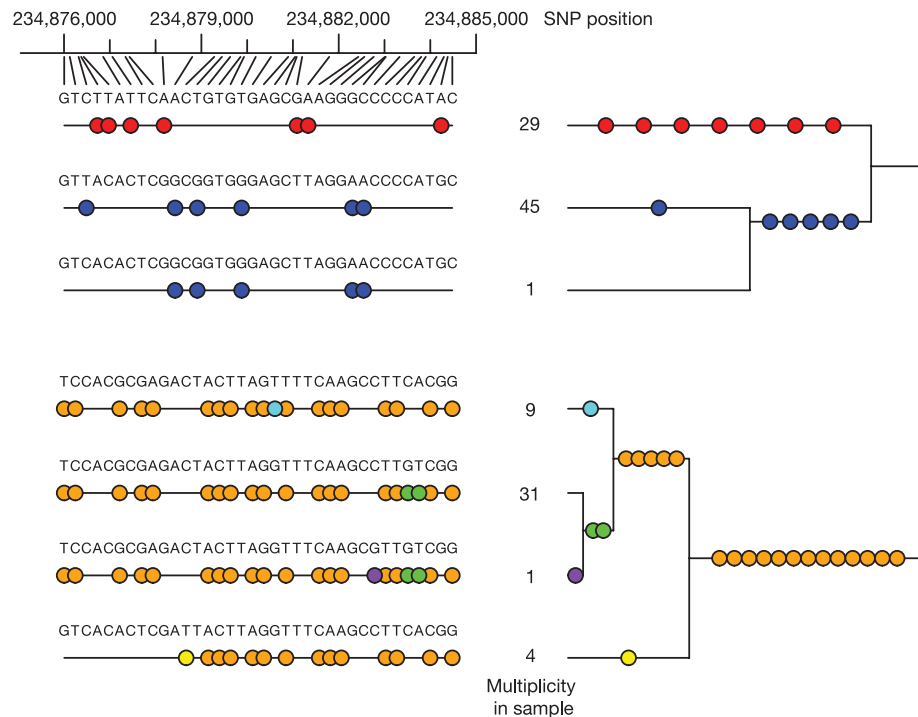 234,876,000 234,879,000 234,882,000 234,885,000 SNP position
GTCTTATTCAACTGTGTGAGCGAAGGGCCCCCATAC
29
GTTACACTCGGCGGTGGGAGCTTAGGAACCCCATGC
45
GTCACACTCGGCGGTGGGAGCTTAGGAACCCCATGC
1
TCCACGCGAGACTACTTAGTTTTCAAGCCTTCACGG
9
TCCACGCGAGACTACTTAGGTTTCAAGCCTTGTCGG
31
TCCACGCGAGACTACTTAGGTTTCAAGCGTTGTCGG
1
GTCACACTCGATTACTTAGGTTTCAAGCCTTCACGG
4
Multiplicity
in sample